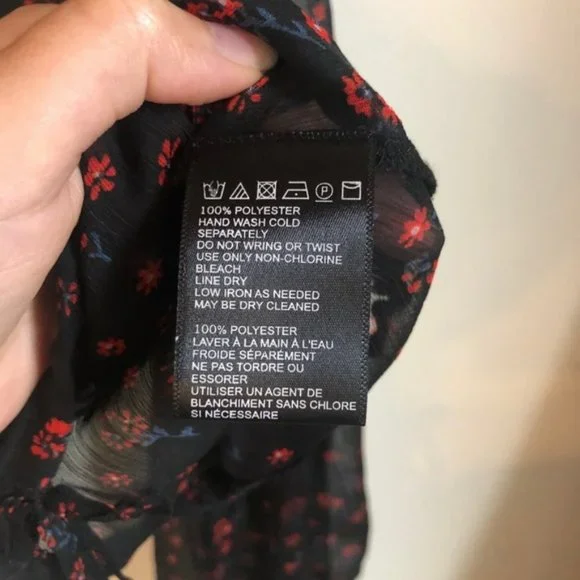 P
100% POLYESTER
HAND WASH COLD
SEPARATELY
DO NOT WRING OR TWIST
USE ONLY NON-CHLORINE
BLEACH
LINE DRY
LOW IRON AS NEEDED
MAY BE DRY CLEANED
100% POLYESTER
LAVER À LA MAIN À L'EAU
FROIDE SÉPARÉMENT
NE PAS TORDRE OU
ESSORER
UTILISER UN AGENT DE
BLANCHIMENT SANS CHLORE
SI NÉCESSAIRE